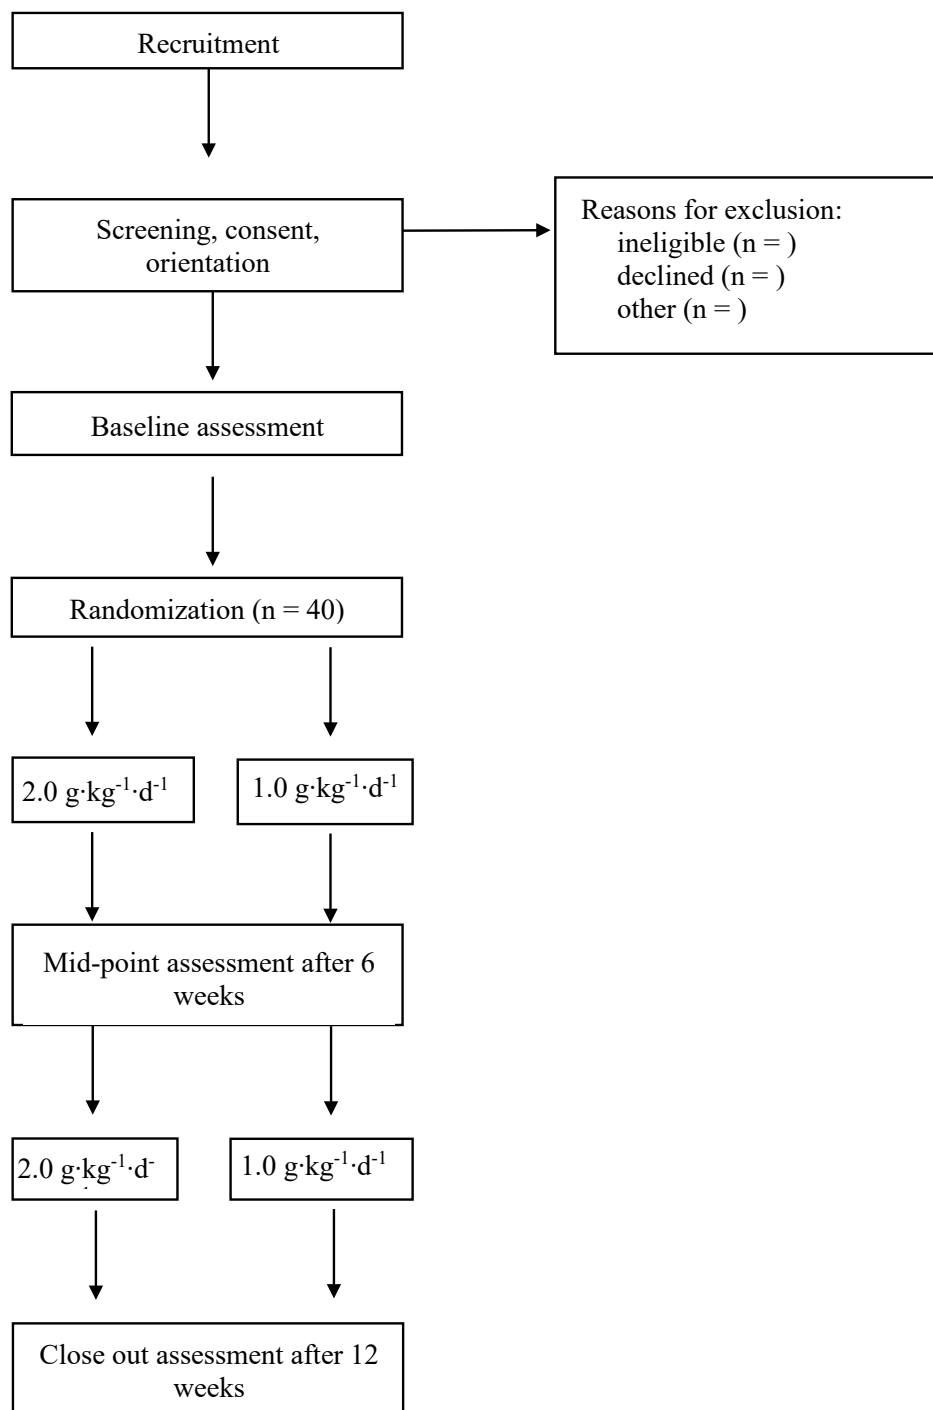 Recruitment
Screening, consent,
orientation
Reasons for exclusion:
ineligible (n = )
declined (n = )
other (n = )
Baseline assessment
Randomization (n = 40)
2.0 g·kg⁻¹·d⁻¹
1.0 g·kg⁻¹·d⁻¹
Mid-point assessment after 6
weeks
2.0 g·kg⁻¹·d⁻
1.0 g·kg⁻¹·d⁻¹
Close out assessment after 12
weeks